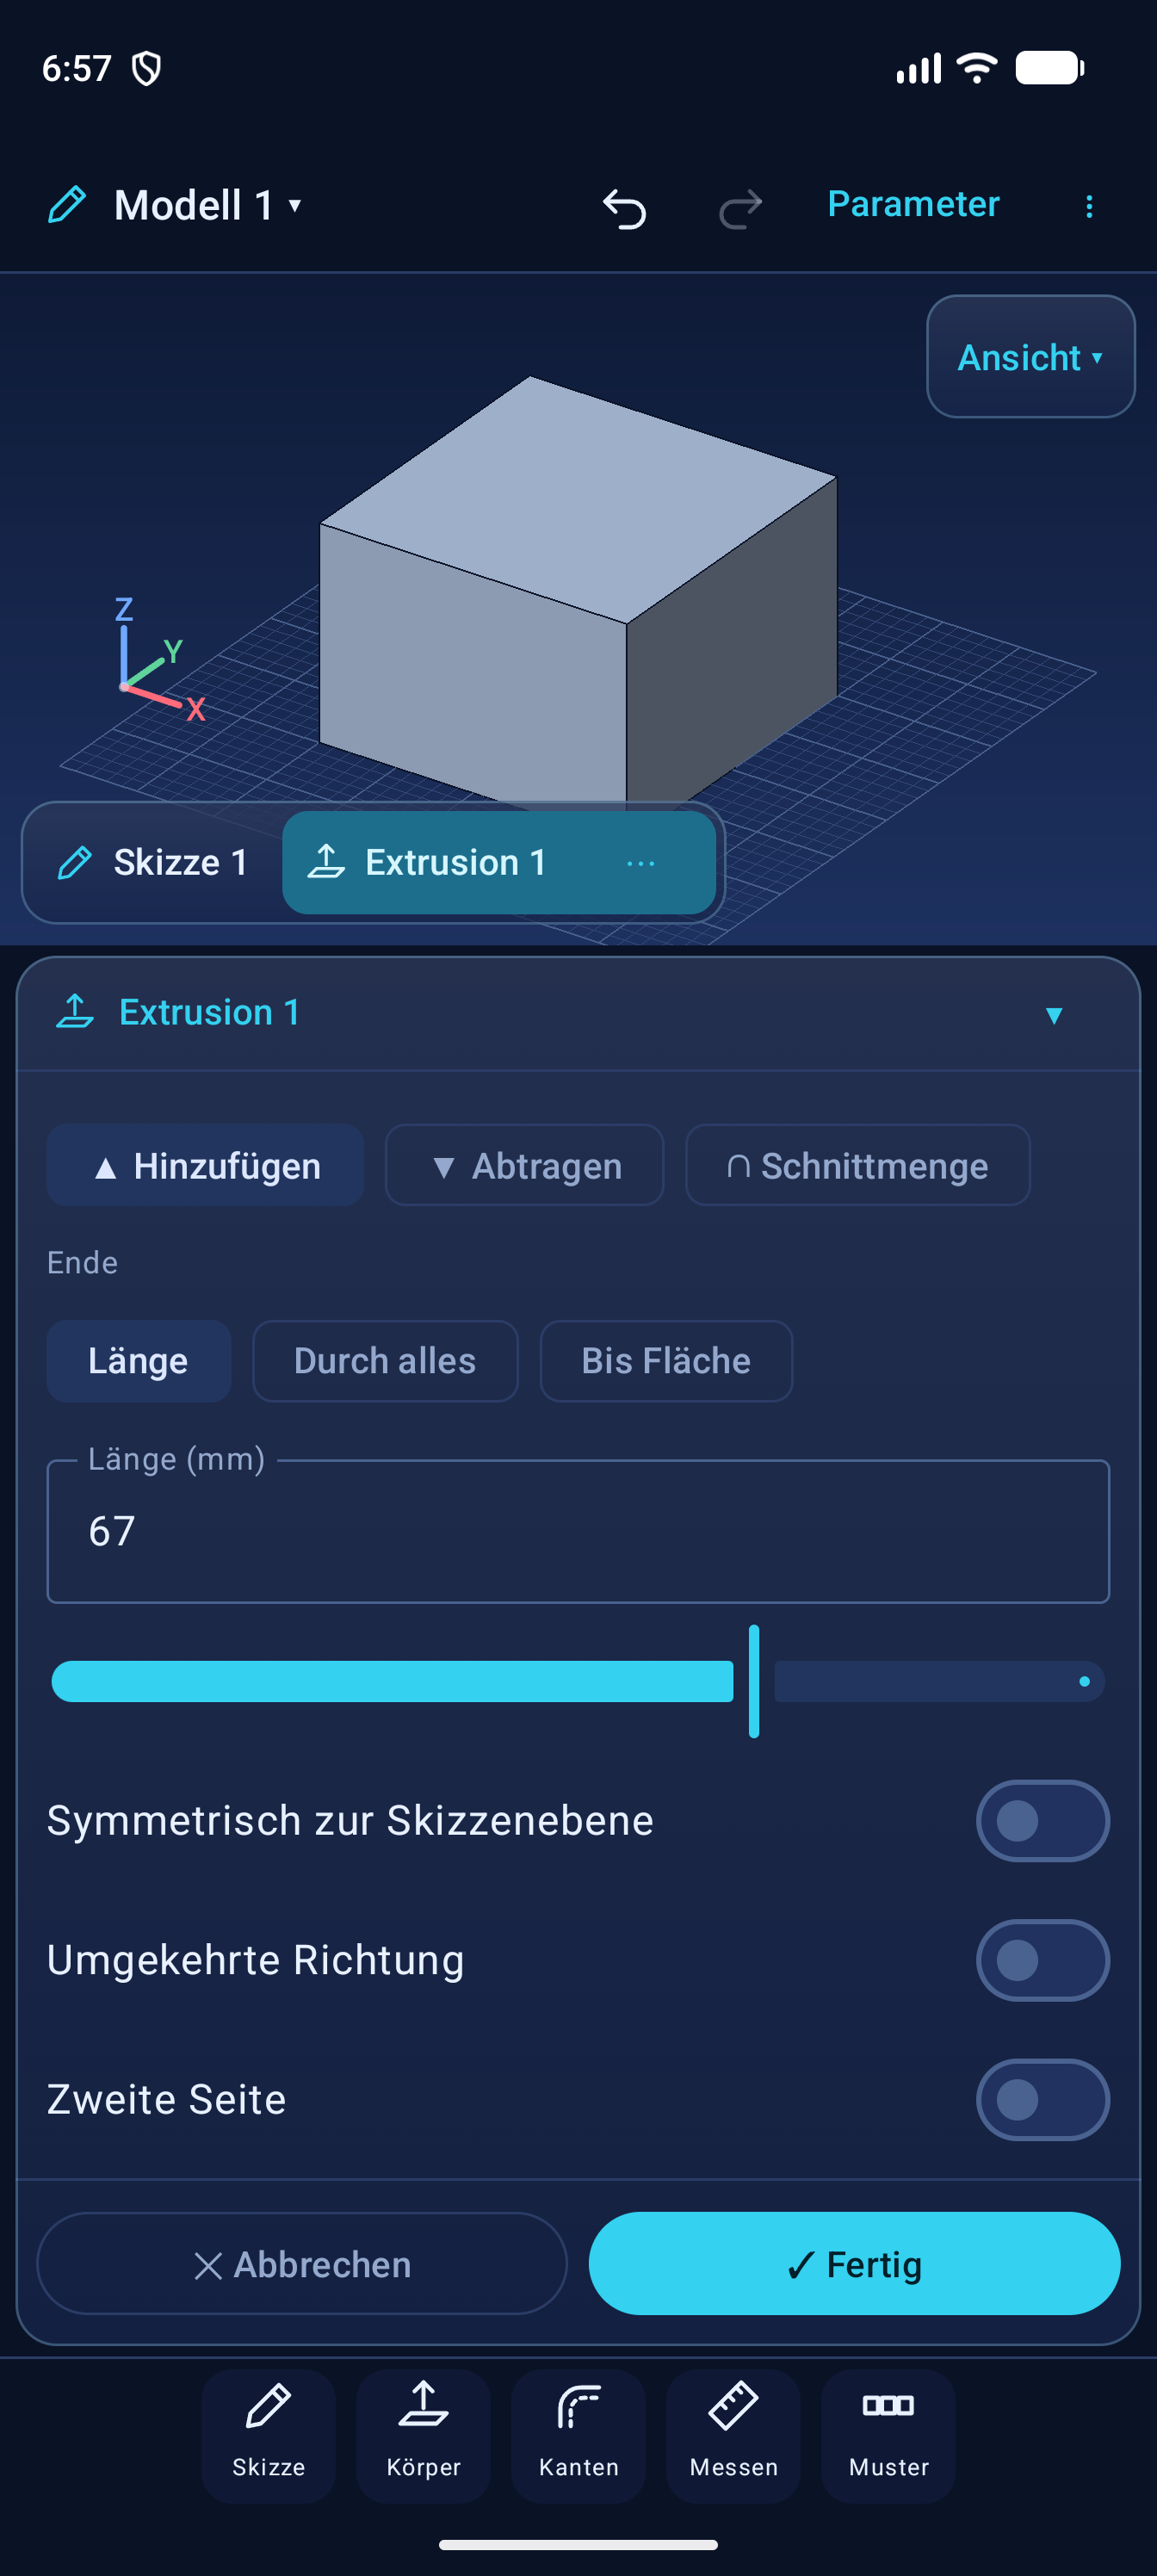 6:57
Modell 1 ▾
Parameter
Ansicht ▾
Z
Y
X
Skizze 1
Extrusion 1 ...
Extrusion 1 ▼
▲ Hinzufügen ▼ Abtragen ∩ Schnittmenge
Ende
Länge Durch alles Bis Fläche
Länge (mm)
67
Symmetrisch zur Skizzenebene
Umgekehrte Richtung
Zweite Seite
× Abbrechen ✓ Fertig
Skizze Körper Kanten Messen Muster